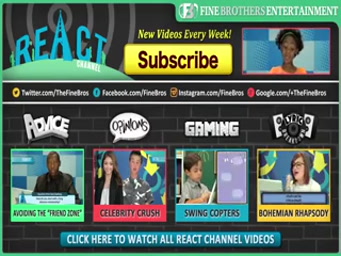 FB FINE BROTHERS ENTERTAINMENT
REACT
CHANNEL
New Videos Every Week!
Subscribe
Twitter.com/TheFineBros
Facebook.com/FineBros
Instagram.com/FineBros
Google.com/+TheFineBros
ADVICE
OPINIONS
GAMING
LYRIC
AVOIDING THE "FRIEND ZONE"
CELEBRITY CRUSH
SWING COPTERS
BOHEMIAN RHAPSODY
CLICK HERE TO WATCH ALL REACT CHANNEL VIDEOS